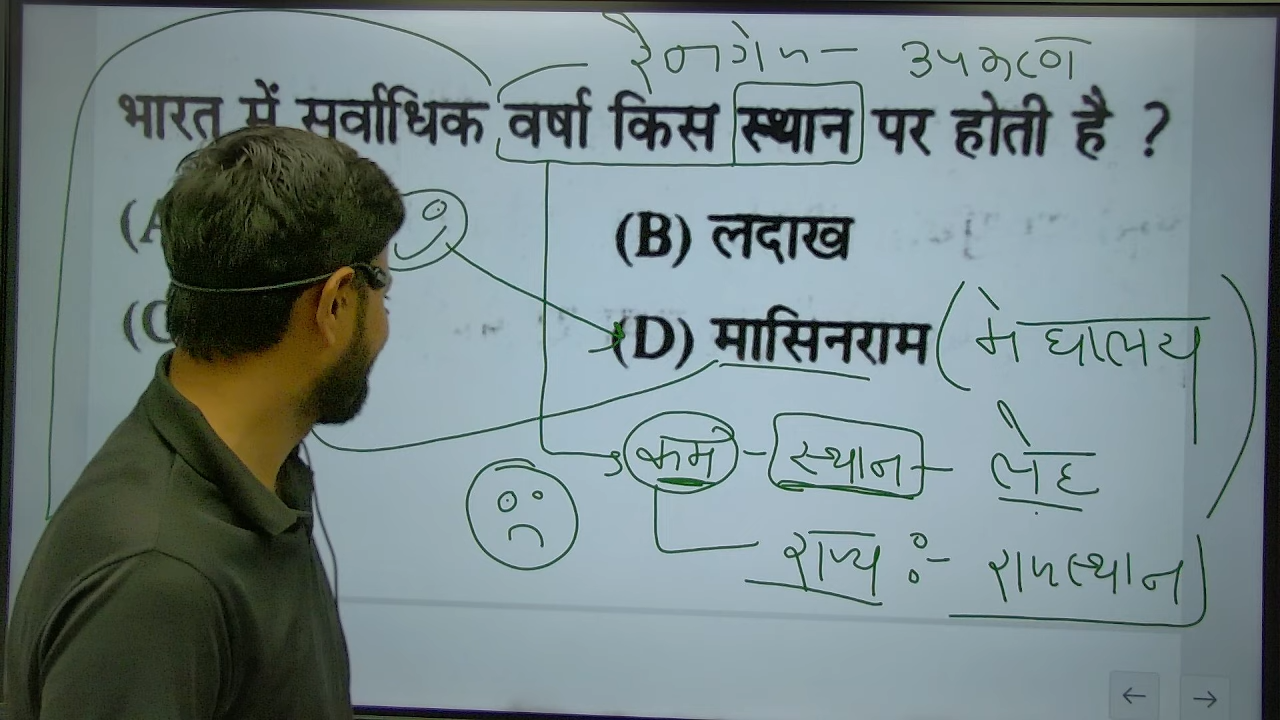 रेनगेज - उपकरण
भारत में सर्वाधिक वर्षा किस स्थान पर होती है ?
(A
(B) लदाख
(C
(D) मासिनराम (मेघालय)
कम - स्थान - लेह
राज्य :- राजस्थान